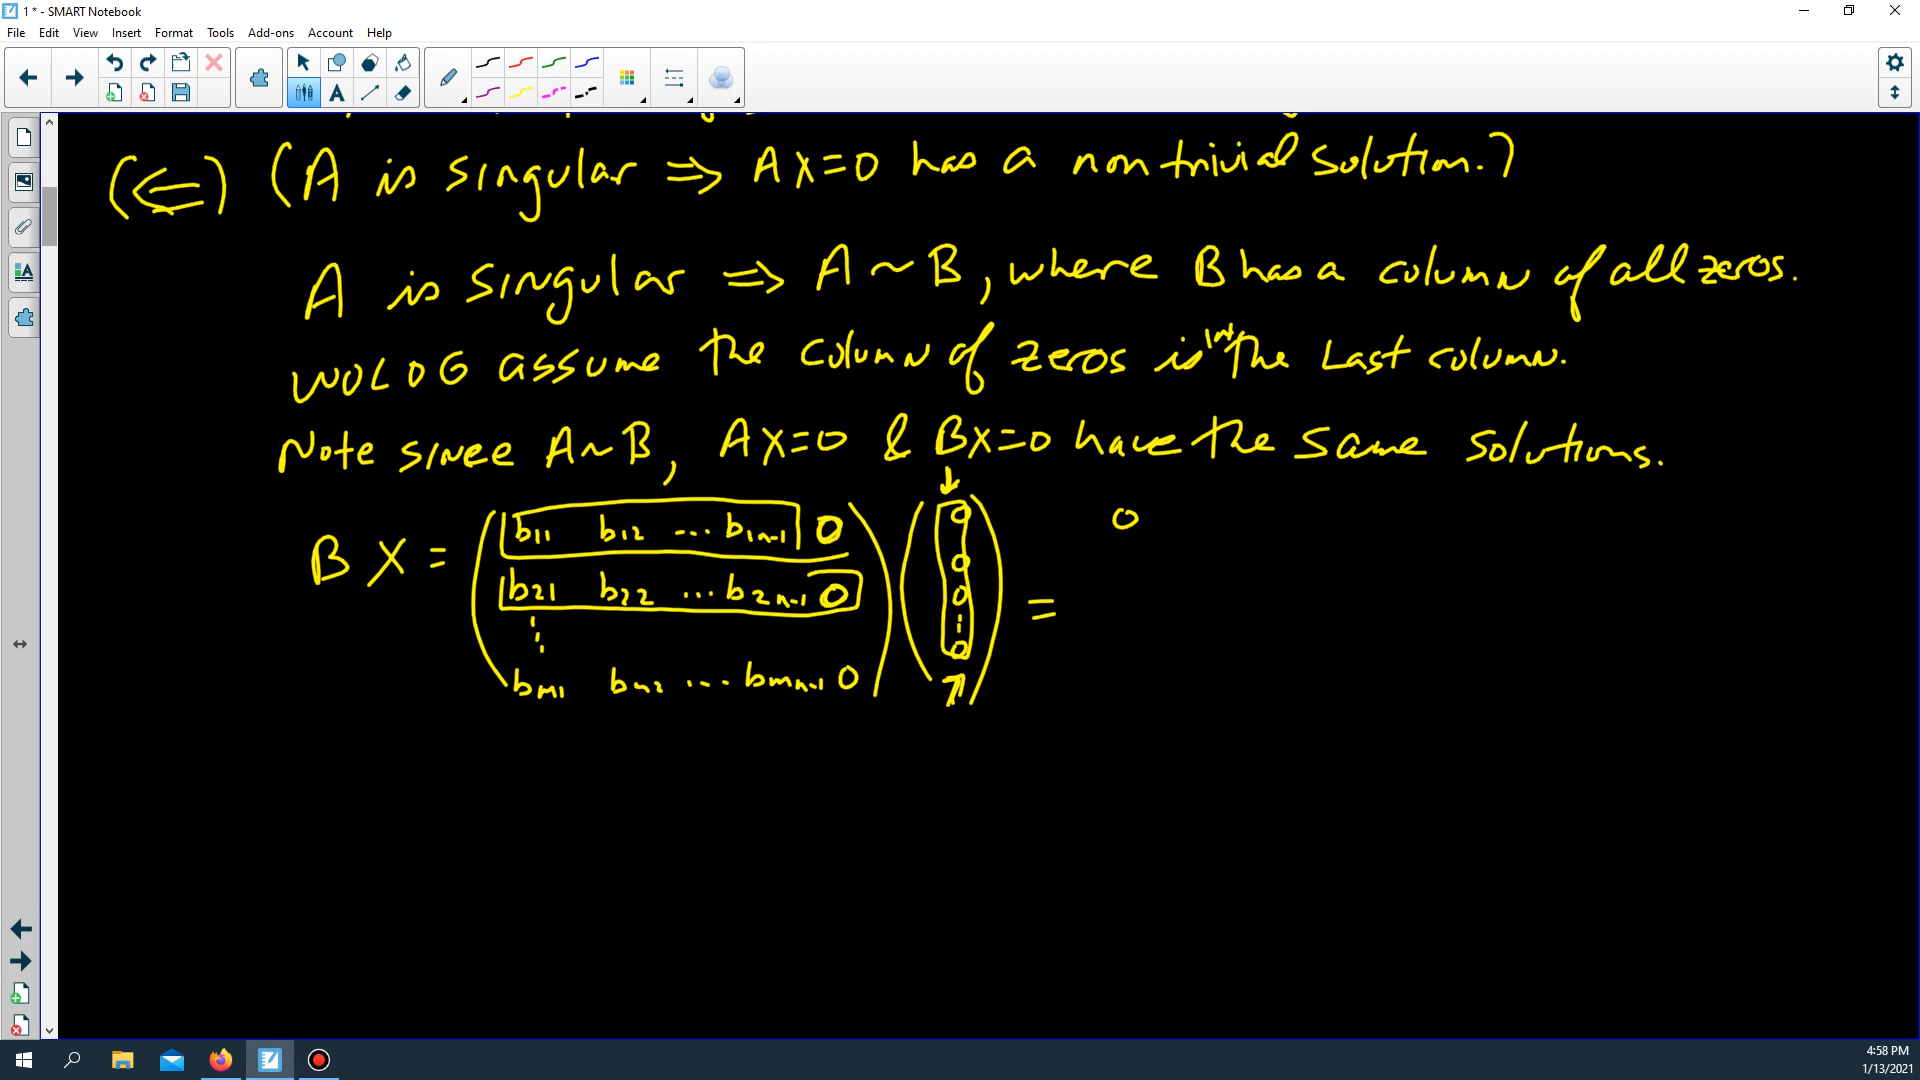 1 * - SMART Notebook
File Edit View Insert Format Tools Add-ons Account Help
(⇐) (A is singular ⇒ AX=0 has a nontrivial solution.)
A is singular ⇒ A~B, where B has a column of all zeros.
WOLOG assume the column of zeros is in the Last column.
Note since A~B, AX=0 & BX=0 have the same solutions.
↓
BX = ( b11 b12 ... b1n-1 0 ) ( 0 ) = 0
b21 b22 ... b2n-1 0 0
⋮ 0
bm1 bm2 ... bmn-1 0 ⋮ 0 7
4:58 PM
1/13/2021